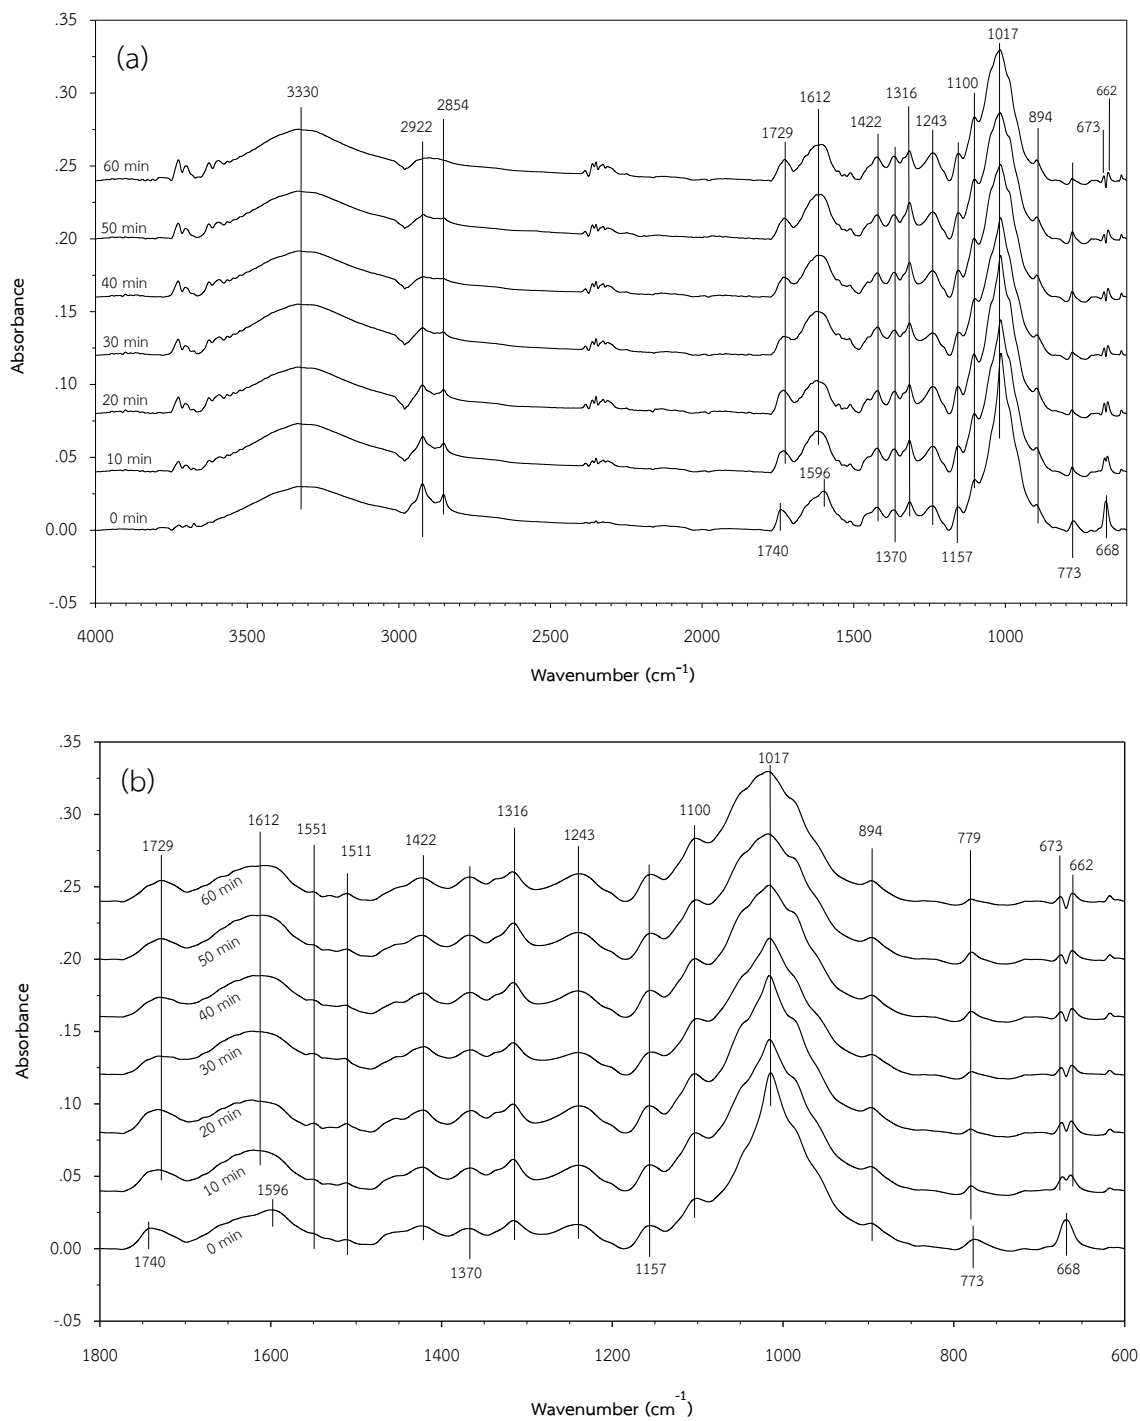 (a)
.35
.30
.25
.20
.15
.10
.05
0.00
-.05
Absorbance
1017
1100
1316
662
1612
3330
2854
1422
1243
894
673
2922
1729
60 min
50 min
40 min
30 min
20 min
10 min
0 min
1596
1740
1370
1157
773
668
4000 3500 3000 2500 2000 1500 1000
Wavenumber (cm⁻¹)
(b)
.35
.30
.25
.20
.15
.10
.05
0.00
-.05
Absorbance
1017
1316
1100
1612
1551
1729
1511
1422
1243
894
779
673
662
60 min
50 min
40 min
30 min
20 min
10 min
1596
0 min
1740
1370
1157
773
668
1800 1600 1400 1200 1000 800 600
Wavenumber (cm⁻¹)